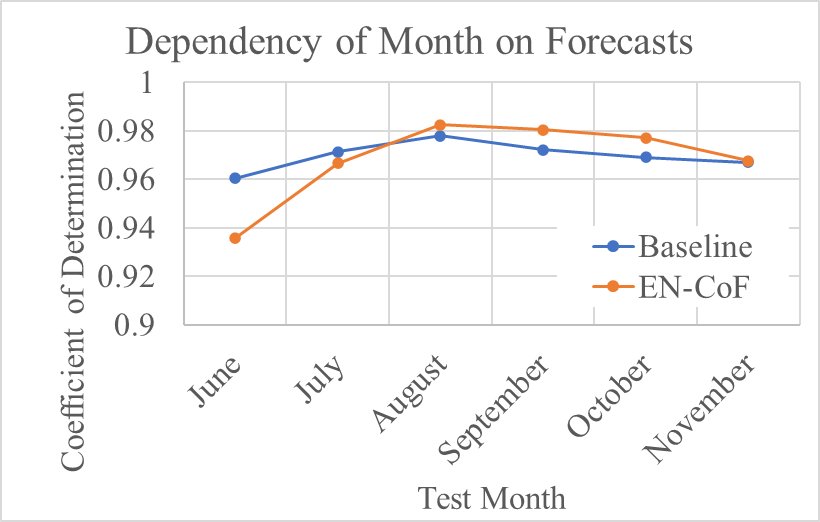 Dependency of Month on Forecasts
Coefficient of Determination
1
0.98
0.96
0.94
0.92
0.9
Baseline
EN-CoF
June
July
August
September
October
November
Test Month